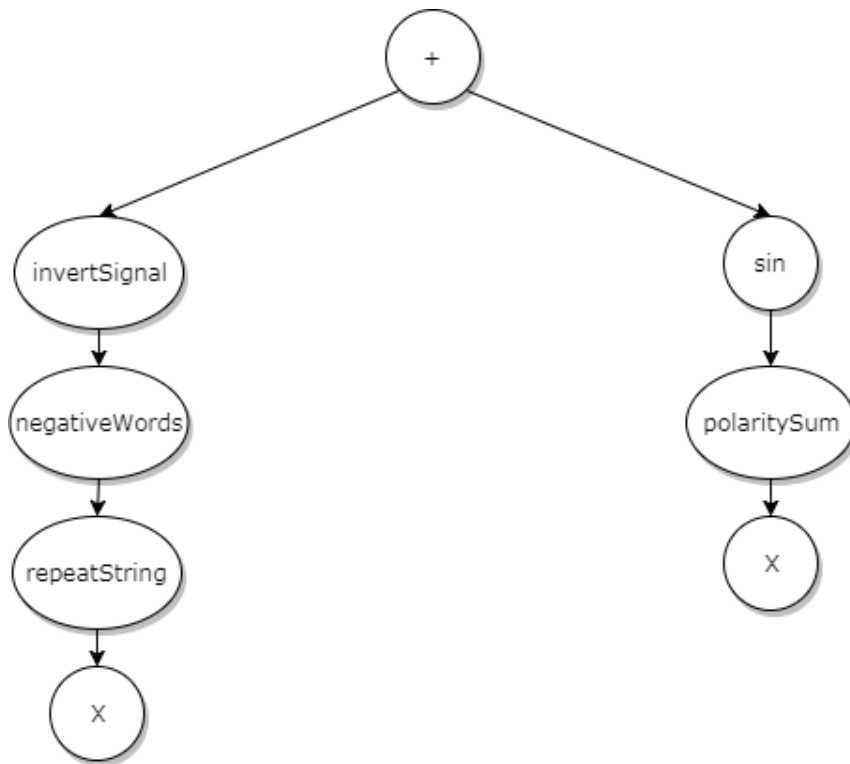 +
invertSignal
sin
negativeWords
polaritySum
repeatString
X
X